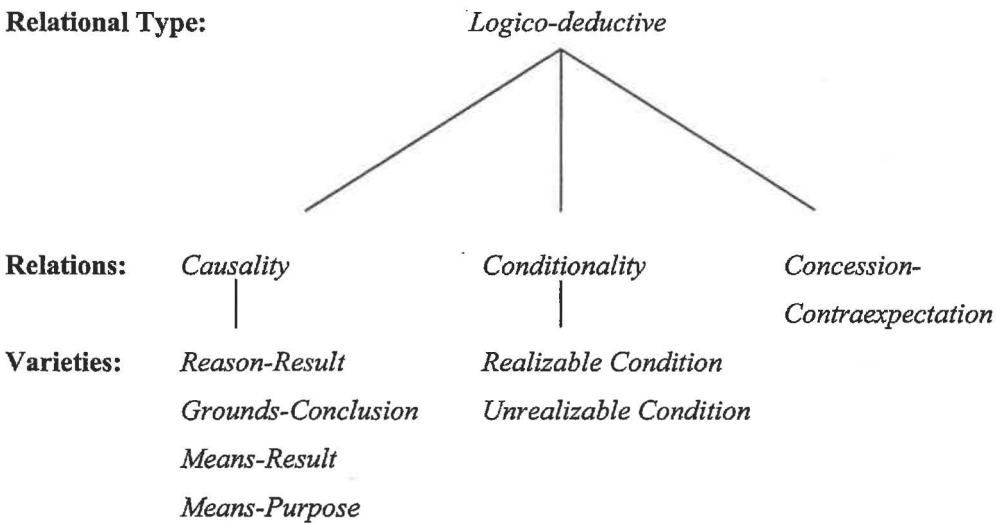 Relational Type: Logico-deductive
Relations: Causality Conditionality Concession-
Contraexpectation
Varieties: Reason-Result Realizable Condition
Grounds-Conclusion Unrealizable Condition
Means-Result
Means-Purpose